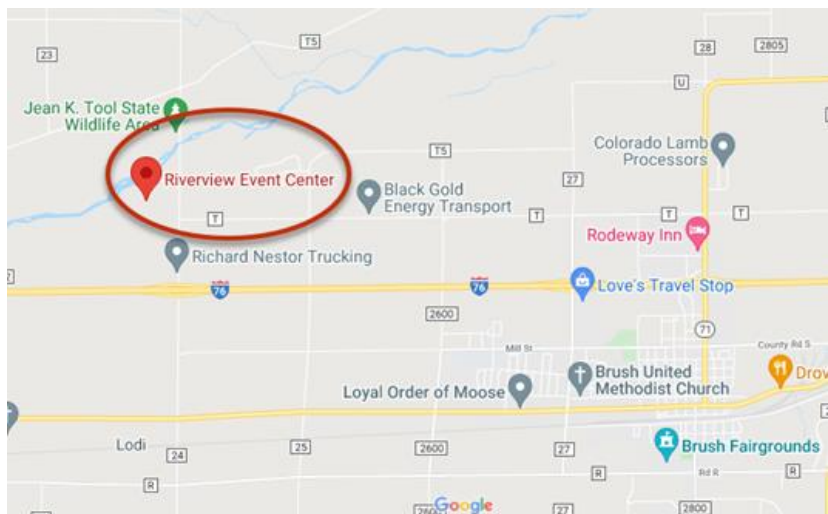 T5
23
28
2805
U
Jean K. Tool State
Wildlife Area
Colorado Lamb
Processors
T5
Riverview Event Center
27
Black Gold
Energy Transport
T
T
T
T
Rodeway Inn
Richard Nestor Trucking
R
76
76
Love's Travel Stop
2600
71
Mill St
County Rd S
Brush United
Methodist Church
Drov
Loyal Order of Moose
Lodi
24
25
2600
27
Brush Fairgrounds
R
Rd R
R
R
Google
27
2800